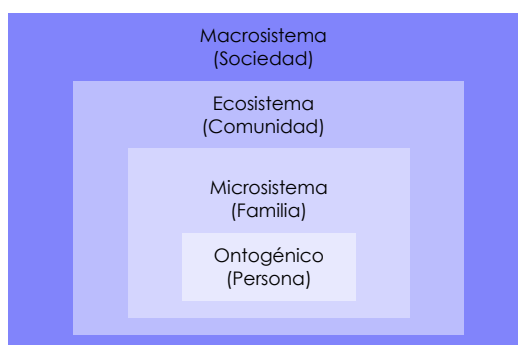 Macrosistema
(Sociedad)
Ecosistema
(Comunidad)
Microsistema
(Familia)
Ontogénico
(Persona)